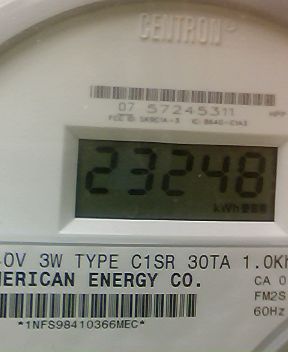 CENTRON®
07 57245311
23248
kWh
0V 3W TYPE C1SR 30TA 1.0Kh
MERICAN ENERGY CO.
CA 0
FM2S
60Hz
*1NFS98410366MEC*